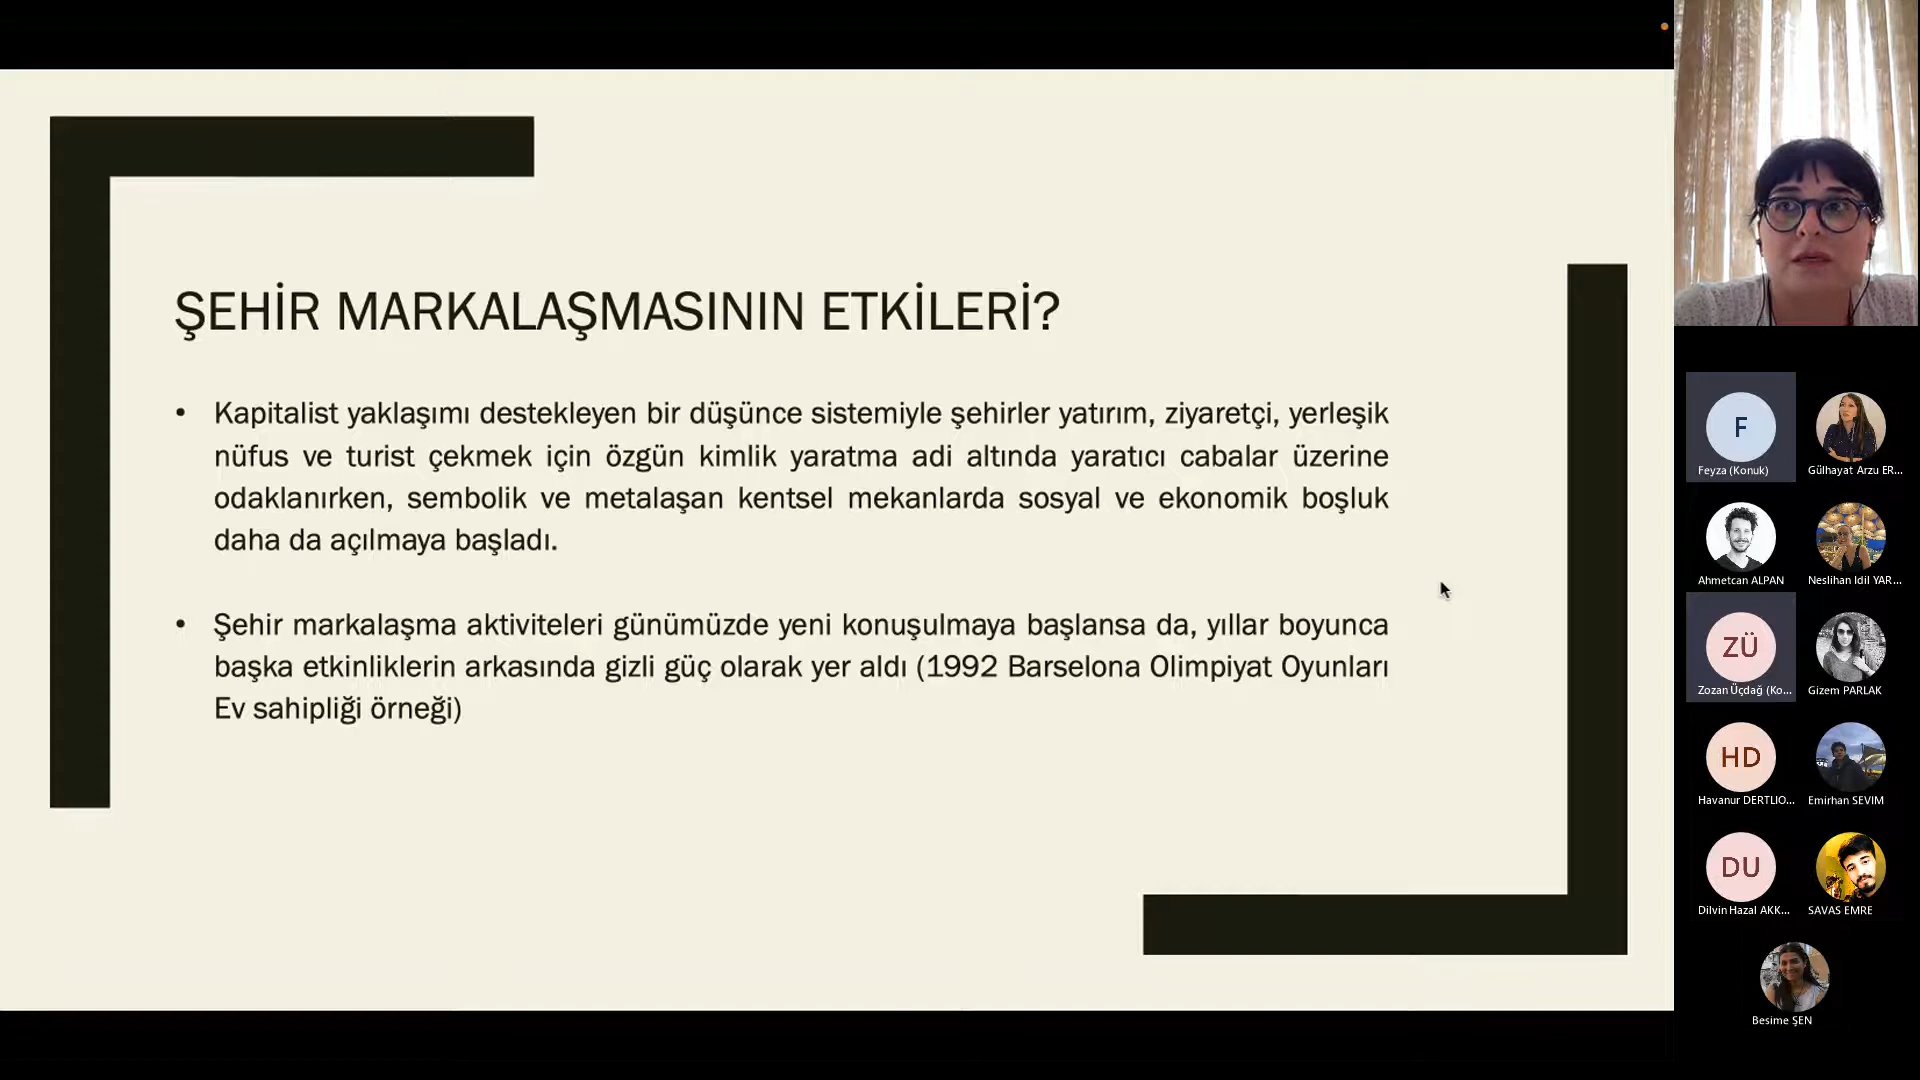 ŞEHİR MARKALAŞMASININ ETKİLERİ?
• Kapitalist yaklaşımı destekleyen bir düşünce sistemiyle şehirler yatırım, ziyaretçi, yerleşik
nüfus ve turist çekmek için özgün kimlik yaratma adi altında yaratıcı cabalar üzerine
odaklanırken, sembolik ve metalaşan kentsel mekanlarda sosyal ve ekonomik boşluk
daha da açılmaya başladı.
• Şehir markalaşma aktiviteleri günümüzde yeni konuşulmaya başlansa da, yıllar boyunca
başka etkinliklerin arkasında gizli güç olarak yer aldı (1992 Barselona Olimpiyat Oyunları
Ev sahipliği örneği)
F
Feyza (Konuk)
Gülhayat Arzu ER...
Ahmetcan ALPAN
Neslihan Idil YAR...
ZÜ
Zozan Üçdağ (Ko...
Gizem PARLAK
HD
Havanur DERTLIO...
Emirhan SEVIM
DU
Dilvin Hazal AKK...
SAVAS EMRE
Besime ŞEN